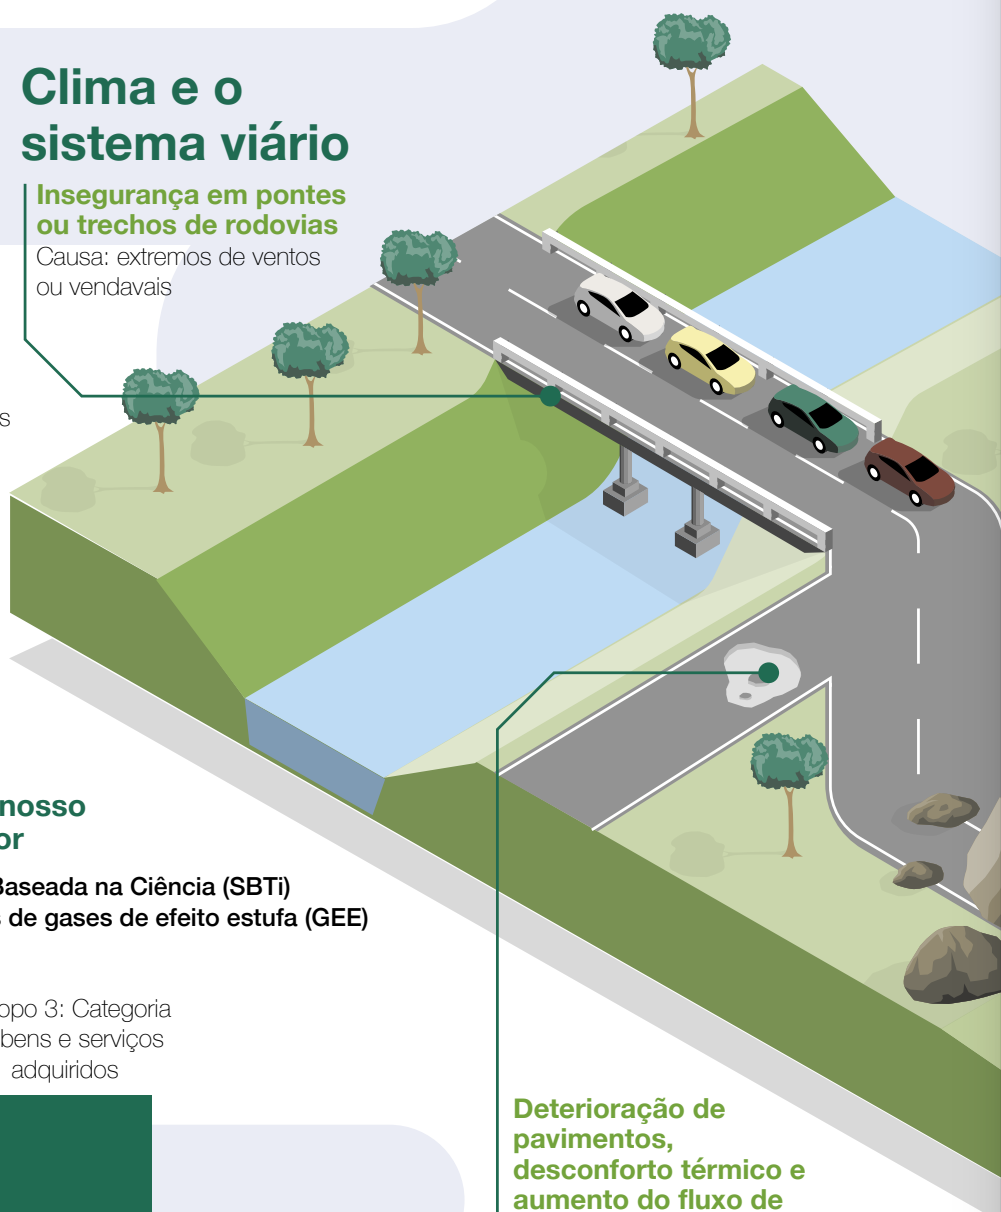 Clima e o
sistema viário
Insegurança em pontes
ou trechos de rodovias
Causa: extremos de ventos
ou vendavais
s
nosso
or
Baseada na Ciência (SBTi)
s de gases de efeito estufa (GEE)
opo 3: Categoria
bens e serviços
adquiridos
Deterioração de
pavimentos,
desconforto térmico e
aumento do fluxo de